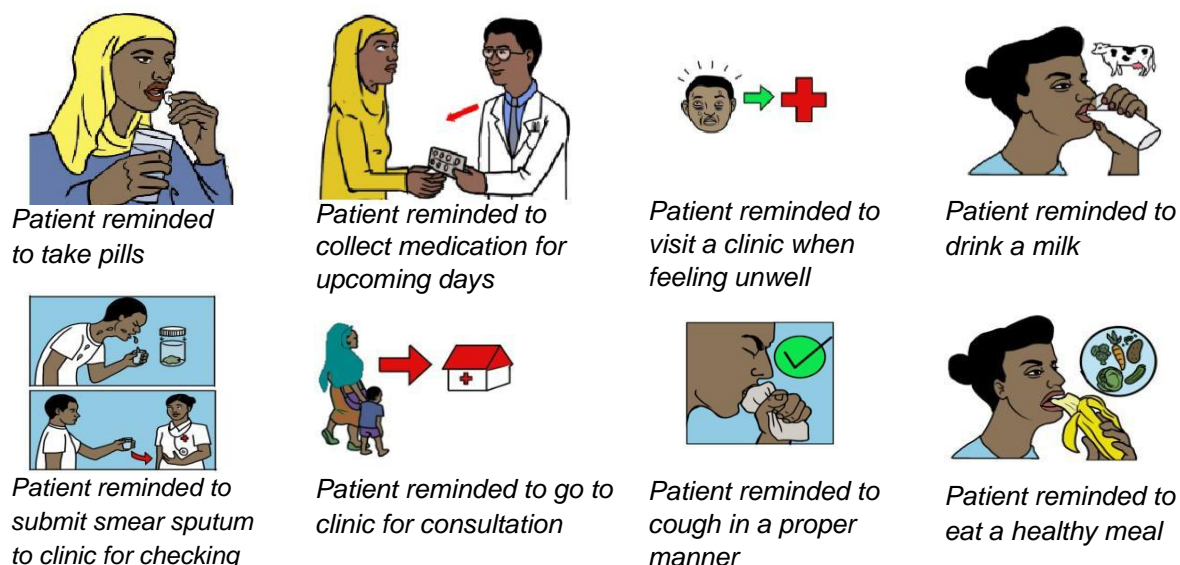 Patient reminded
to take pills
Patient reminded to
collect medication for
upcoming days
Patient reminded to
visit a clinic when
feeling unwell
Patient reminded to
drink a milk
Patient reminded to
submit smear sputum
to clinic for checking
Patient reminded to go to
clinic for consultation
Patient reminded to
cough in a proper
manner
Patient reminded to
eat a healthy meal